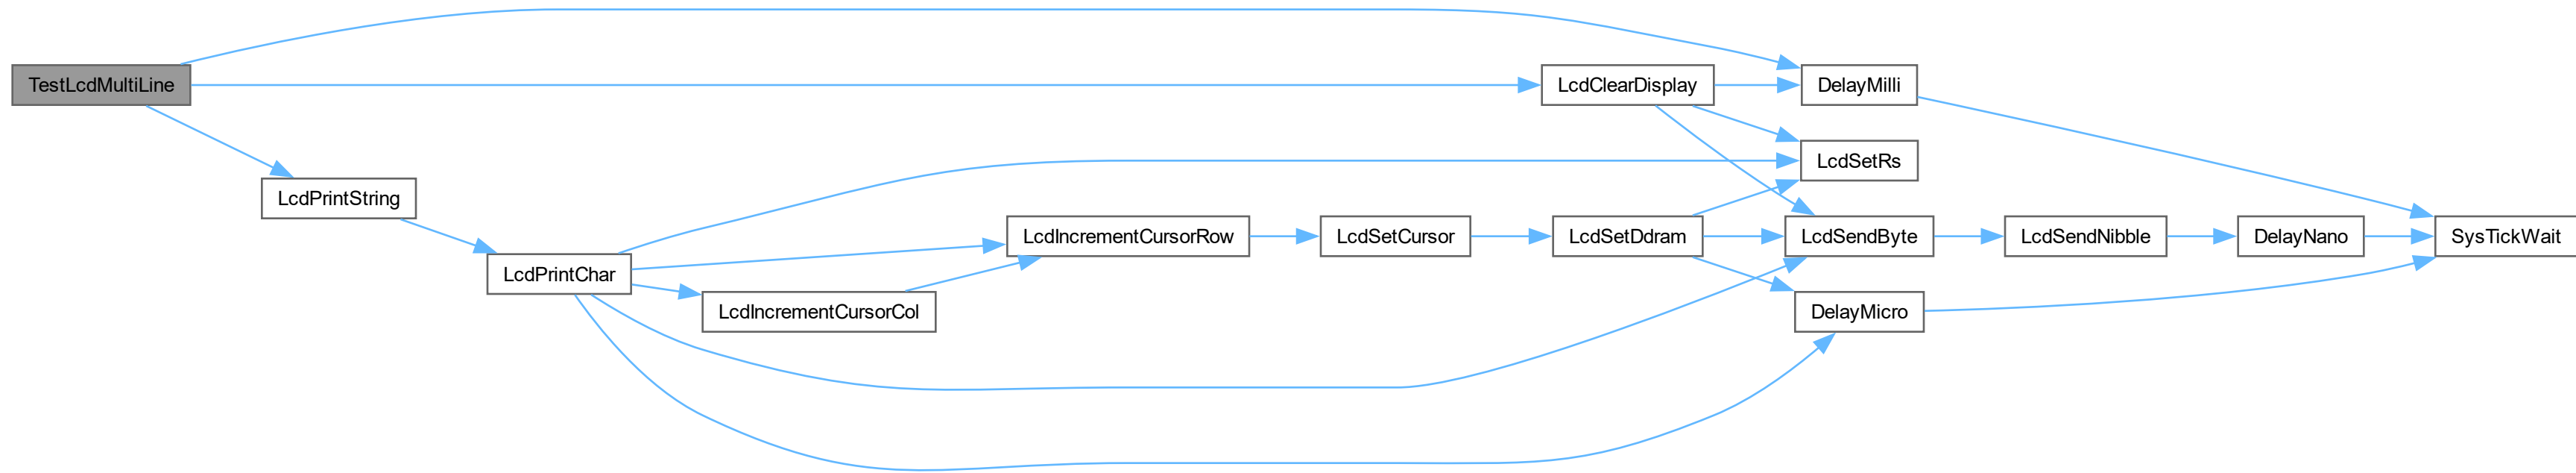 TestLcdMultiLine
LcdClearDisplay
DelayMilli
LcdSetRs
LcdPrintString
LcdIncrementCursorRow
LcdSetCursor
LcdSetDdram
LcdSendByte
LcdSendNibble
DelayNano
SysTickWait
LcdPrintChar
LcdIncrementCursorCol
DelayMicro